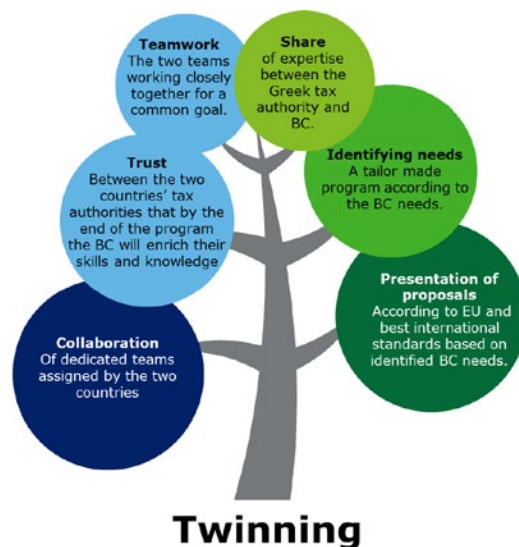 Teamwork
The two teams
working closely
together for a
common goal.
Share
of expertise
between the
Greek tax
authority and
BC.
Trust
Between the two
countries' tax
authorities that by the
end of the program
the BC will enrich their
skills and knowledge
Identifying needs
A tailor made
program according to
the BC needs.
Collaboration
Of dedicated teams
assigned by the two
countries
Presentation of
proposals
According to EU and
best international
standards based on
identified BC needs.
Twinning